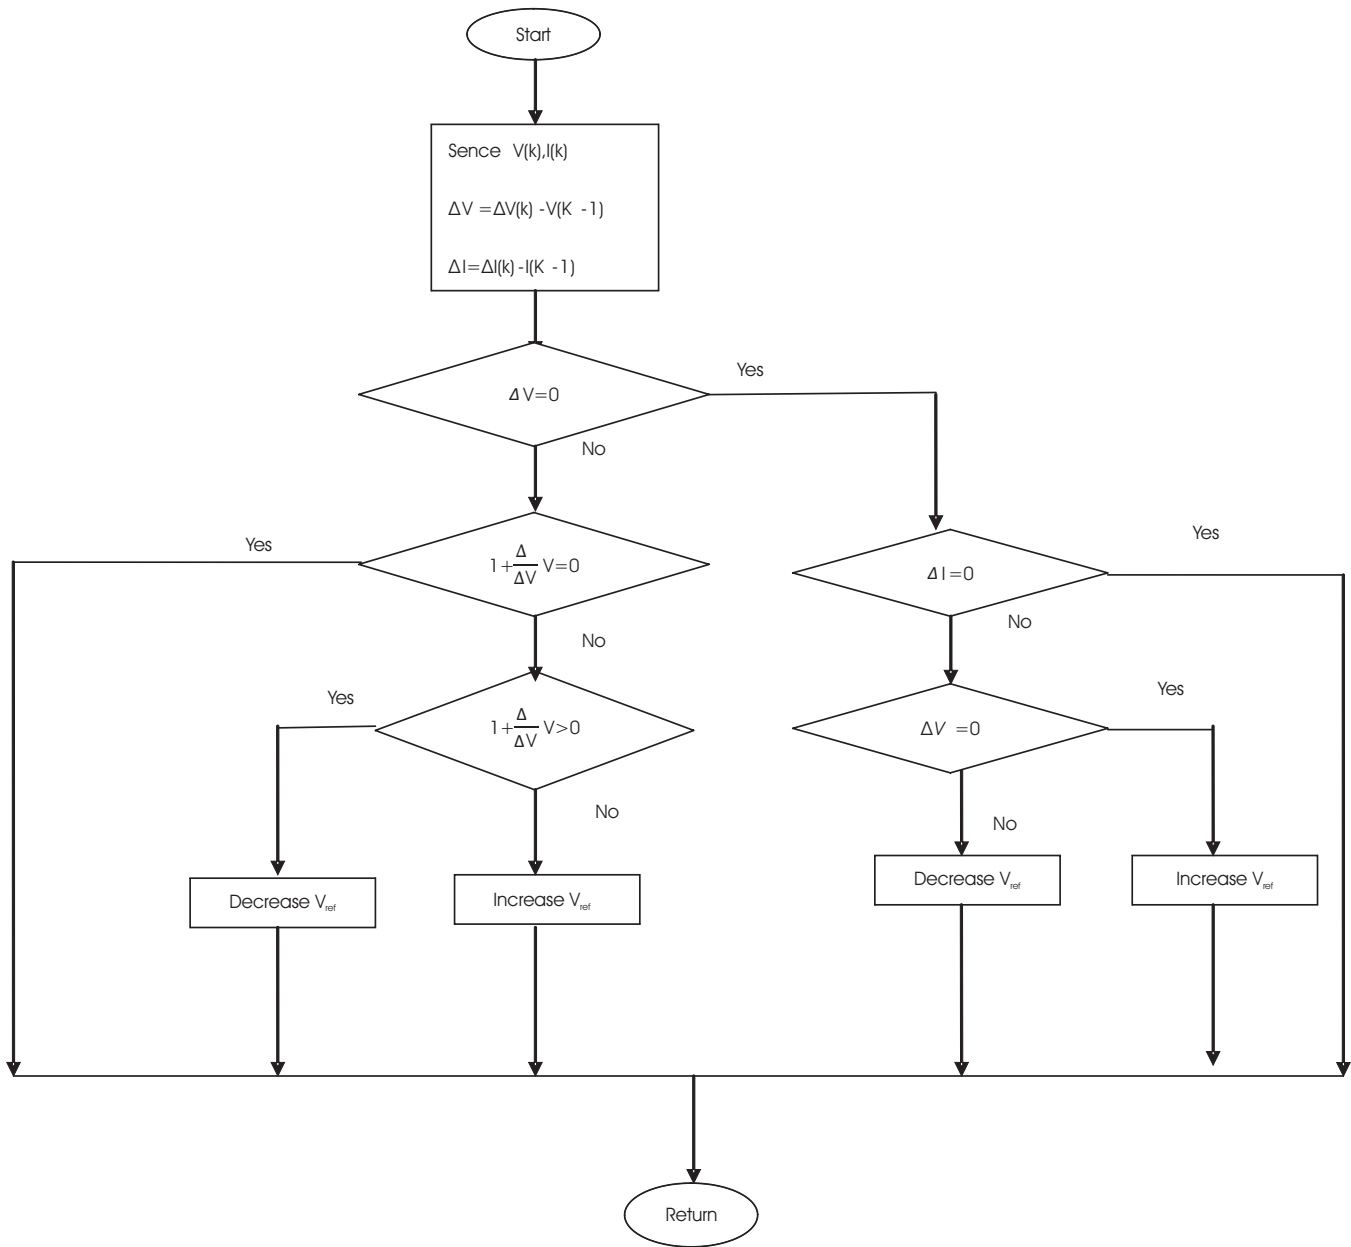 Start
Sence V(k),I(k)
ΔV =ΔV(k) -V(K -1)
ΔI=ΔI(k) -I(K -1)
Yes
ΔV=0
No
Yes
Yes
1+Δ/ΔV V=0
ΔI=0
No
No
Yes
Yes
1+Δ/ΔV V>0
ΔV =0
No
No
Decrease Vref
Increase Vref
Decrease Vref
Increase Vref
Return